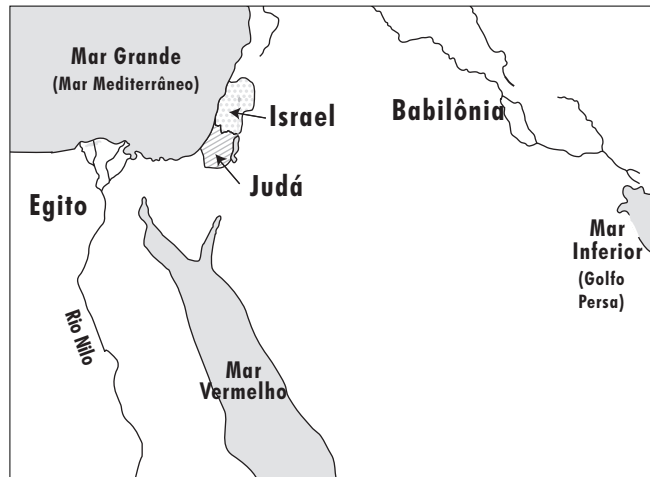 Mar Grande
(Mar Mediterrâneo)
Israel
Babilônia
Judá
Egito
Mar
Inferior
(Golfo
Persa)
Rio Nilo
Mar
Vermelho